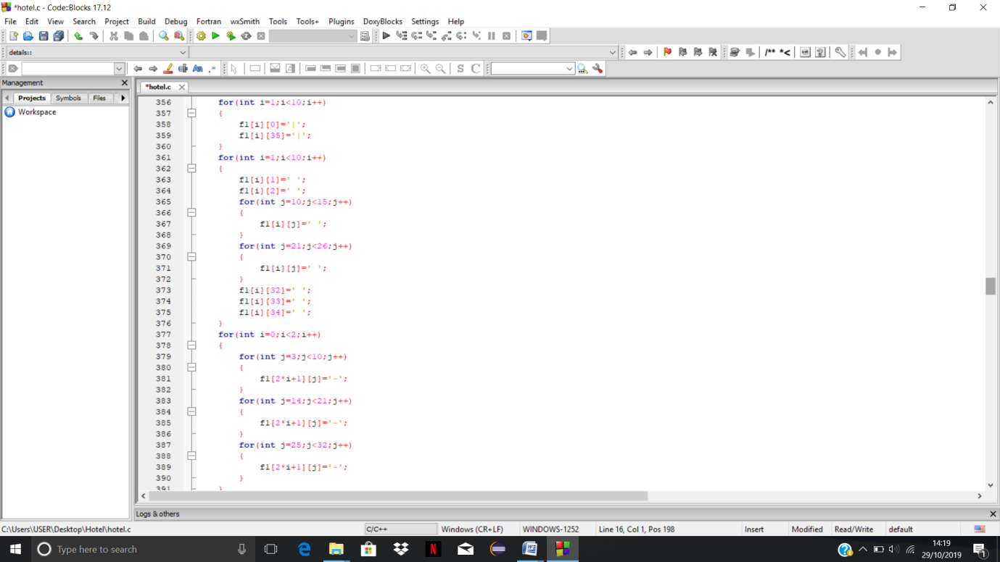 *hotel.c - Code::Blocks 17.12
File Edit View Search Project Build Debug Fortran wxSmith Tools Tools+ Plugins DoxyBlocks Settings Help
details::
/** *<
S C
Management
Projects Symbols Files
Workspace
*hotel.c
356 for(int i=1;i<10;i++)
357 {
358 fl[i][0]='|';
359 fl[i][35]='|';
360 }
361 for(int i=1;i<10;i++)
362 {
363 fl[i][1]=' ';
364 fl[i][2]=' ';
365 for(int j=10;j<15;j++)
366 {
367 fl[i][j]=' ';
368 }
369 for(int j=21;j<26;j++)
370 {
371 fl[i][j]=' ';
372 }
373 fl[i][32]=' ';
374 fl[i][33]=' ';
375 fl[i][34]=' ';
376 }
377 for(int i=0;i<2;i++)
378 {
379 for(int j=3;j<10;j++)
380 {
381 fl[2*i+1][j]='-';
382 }
383 for(int j=14;j<21;j++)
384 {
385 fl[2*i+1][j]='-';
386 }
387 for(int j=25;j<32;j++)
388 {
389 fl[2*i+1][j]='-';
390 }
391 }
Logs & others
C:\Users\USER\Desktop\Hotel\hotel.c C/C++ Windows (CR+LF) WINDOWS-1252 Line 16, Col 1, Pos 198 Insert Modified Read/Write default
Type here to search
14:19
29/10/2019